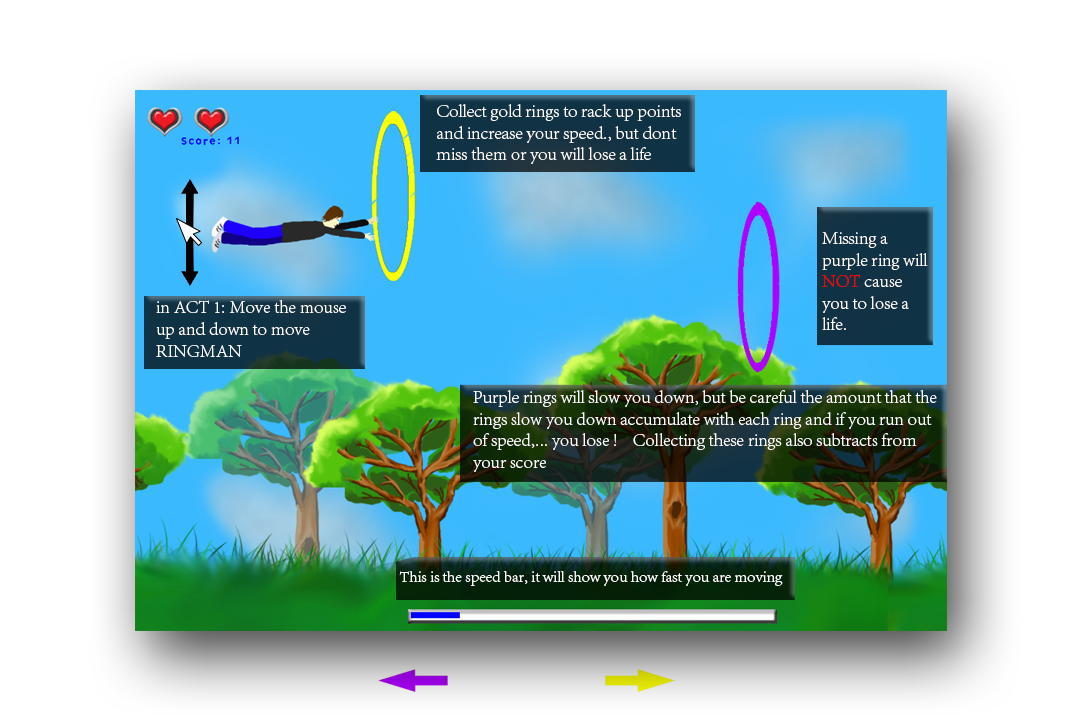 Score: 11
Collect gold rings to rack up points
and increase your speed., but dont
miss them or you will lose a life
Missing a
purple ring will
NOT cause
you to lose a
life.
in ACT 1: Move the mouse
up and down to move
RINGMAN
Purple rings will slow you down, but be careful the amount that the
rings slow you down accumulate with each ring and if you run out
of speed,... you lose ! Collecting these rings also subtracts from
your score
This is the speed bar, it will show you how fast you are moving